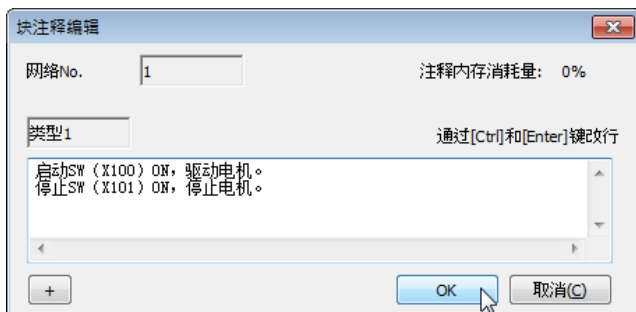 块注释编辑
网络No. 1 注释内存消耗量: 0%
类型1 通过[Ctrl]和[Enter]键改行
启动SW（X100）ON，驱动电机。
停止SW（X101）ON，停止电机。
+ OK 取消(C)